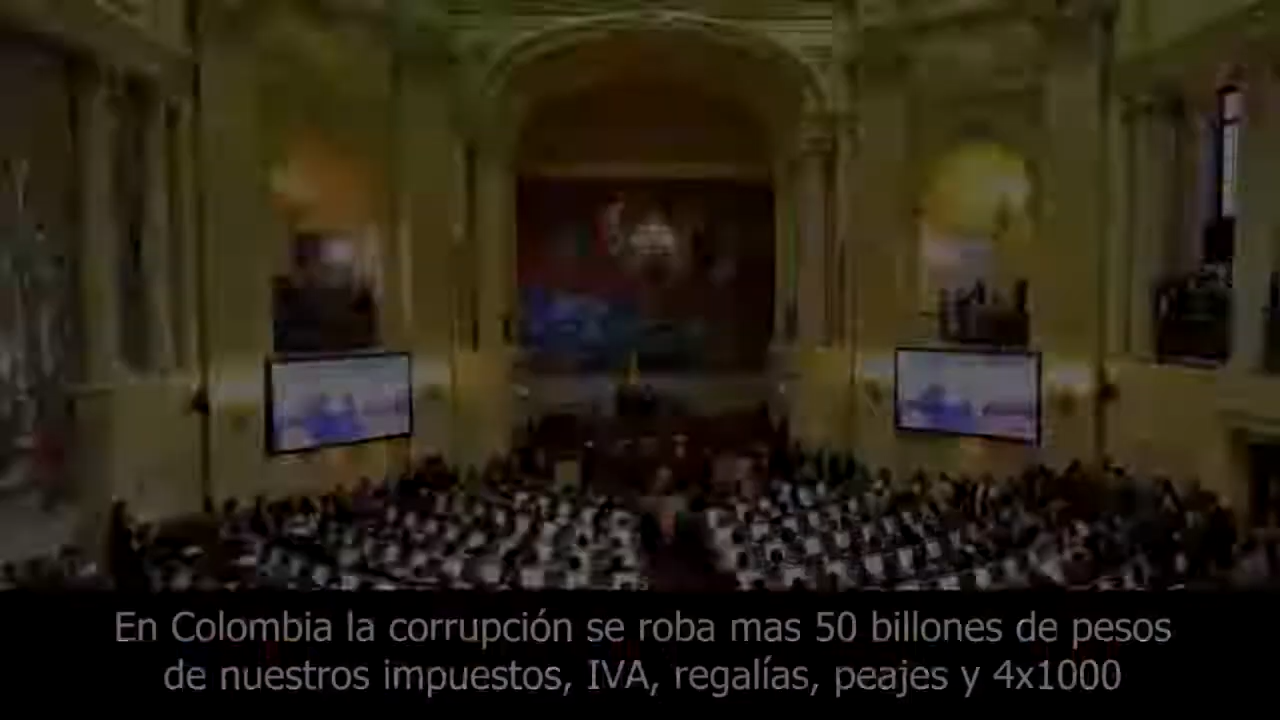 En Colombia la corrupción se roba mas 50 billones de pesos
de nuestros impuestos, IVA, regalías, peajes y 4x1000